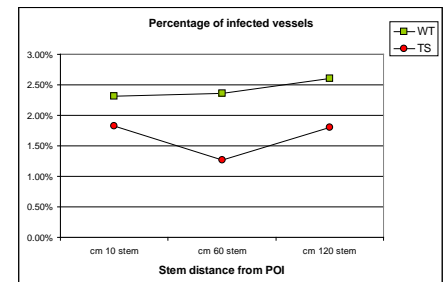 Percentage of infected vessels
WT
TS
3.00%
2.50%
2.00%
1.50%
1.00%
0.50%
0.00%
cm 10 stem cm 60 stem cm 120 stem
Stem distance from POI